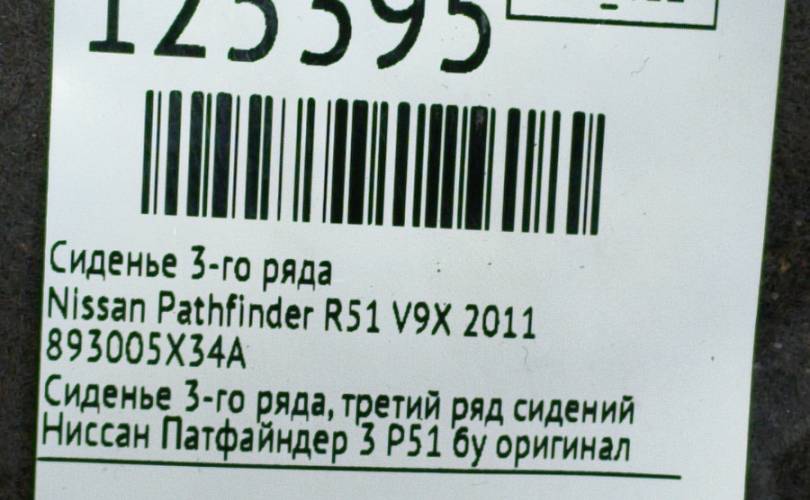 123395
Сиденье 3-го ряда
Nissan Pathfinder R51 V9X 2011
893005X34A
Сиденье 3-го ряда, третий ряд сидений
Ниссан Патфайндер 3 Р51 бу оригинал